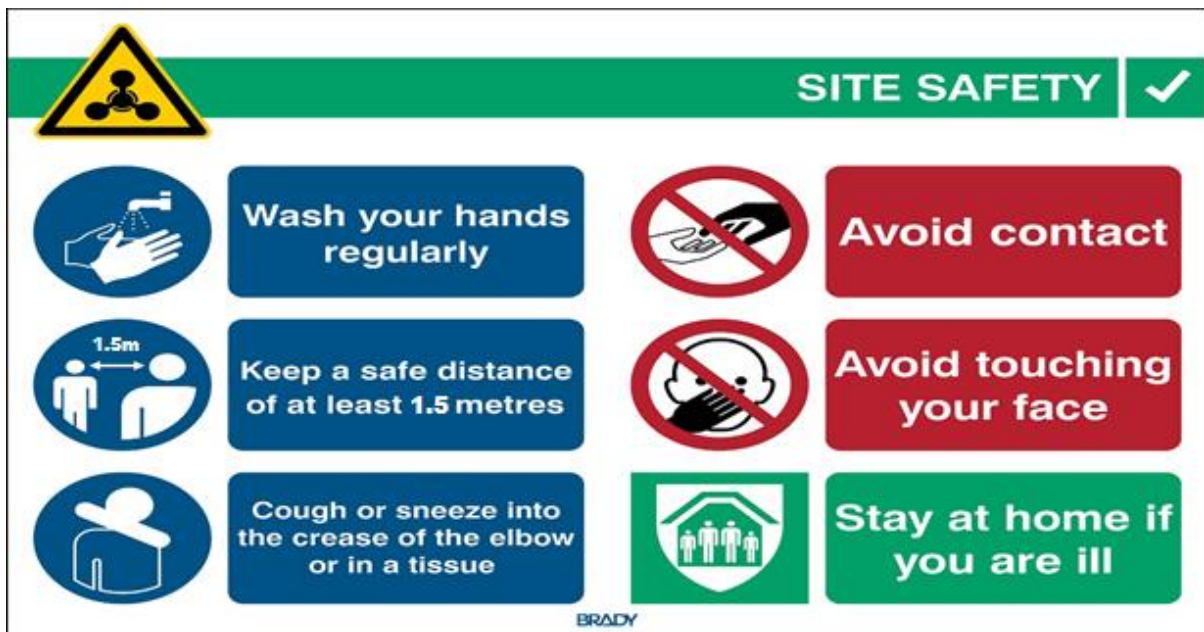 SITE SAFETY
Wash your hands
regularly
Avoid contact
1.5m
Keep a safe distance
of at least 1.5 metres
Avoid touching
your face
Cough or sneeze into
the crease of the elbow
or in a tissue
Stay at home if
you are ill
BRADY